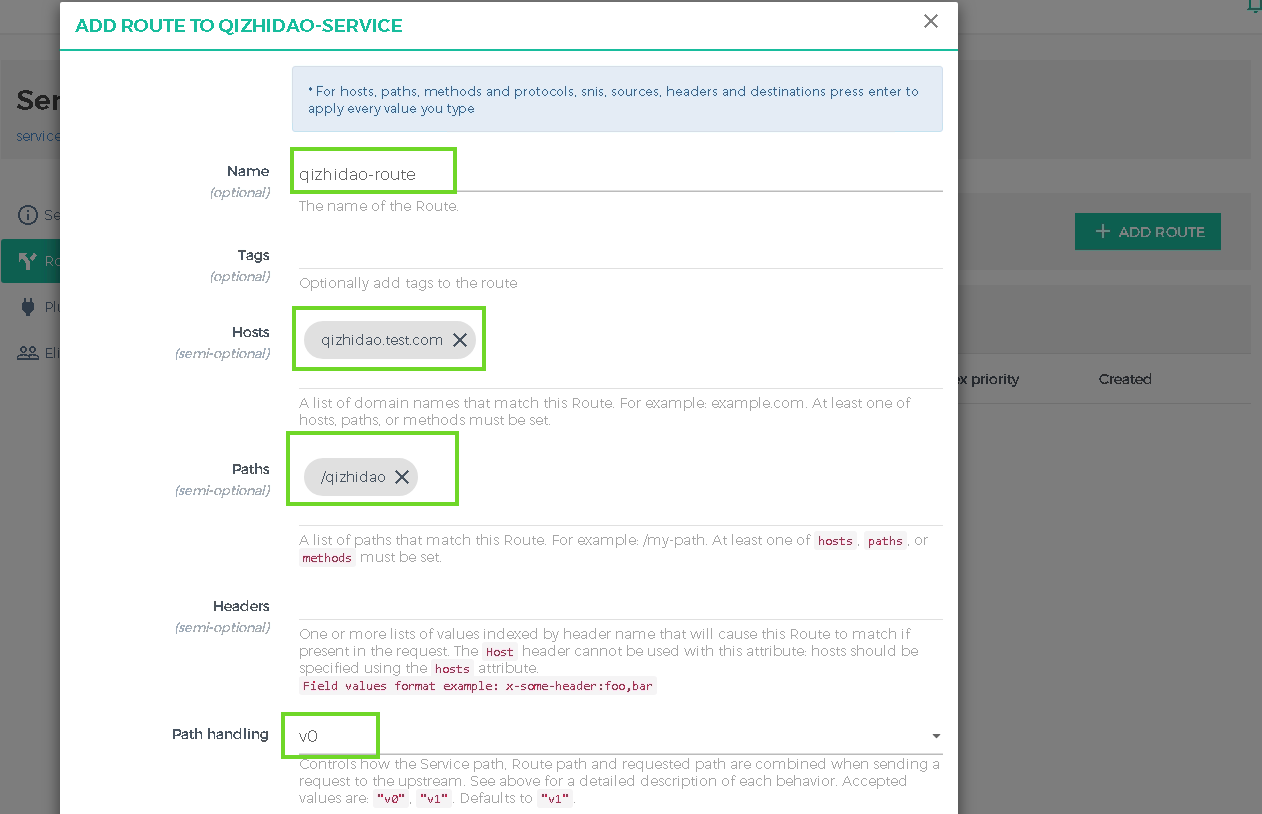 ADD ROUTE TO QIZHIDAO-SERVICE
* For hosts, paths, methods and protocols, snis, sources, headers and destinations press enter to
apply every value you type
Ser
service
Name
(optional)
qizhidao-route
The name of the Route.
Se
Tags
(optional)
Optionally add tags to the route
+ ADD ROUTE
Ro
Plu
Hosts
(semi-optional)
qizhidao.test.com
Eli
A list of domain names that match this Route. For example: example.com. At least one of
hosts, paths, or methods must be set.
ex priority
Created
Paths
(semi-optional)
/qizhidao
A list of paths that match this Route. For example: /my-path. At least one of hosts, paths, or
methods must be set.
Headers
(semi-optional)
One or more lists of values indexed by header name that will cause this Route to match if
present in the request. The Host header cannot be used with this attribute: hosts should be
specified using the hosts attribute.
Field values format example: x-some-header:foo,bar
Path handling
v0
Controls how the Service path, Route path and requested path are combined when sending a
request to the upstream. See above for a detailed description of each behavior. Accepted
values are: "v0", "v1". Defaults to "v1".